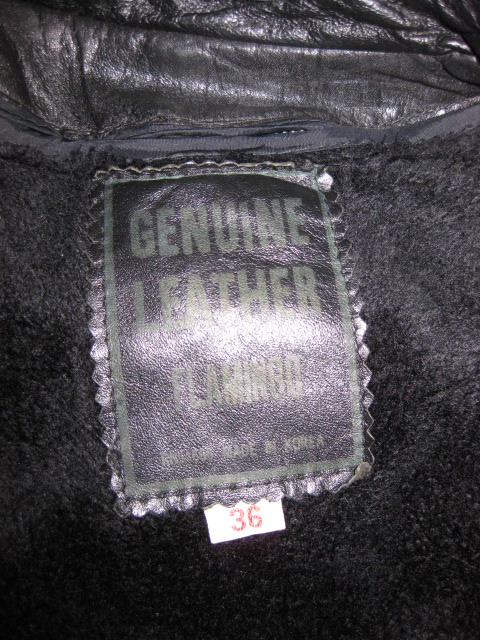 GENUINE
LEATHER
FLAMINGO
MADE IN KOREA
36